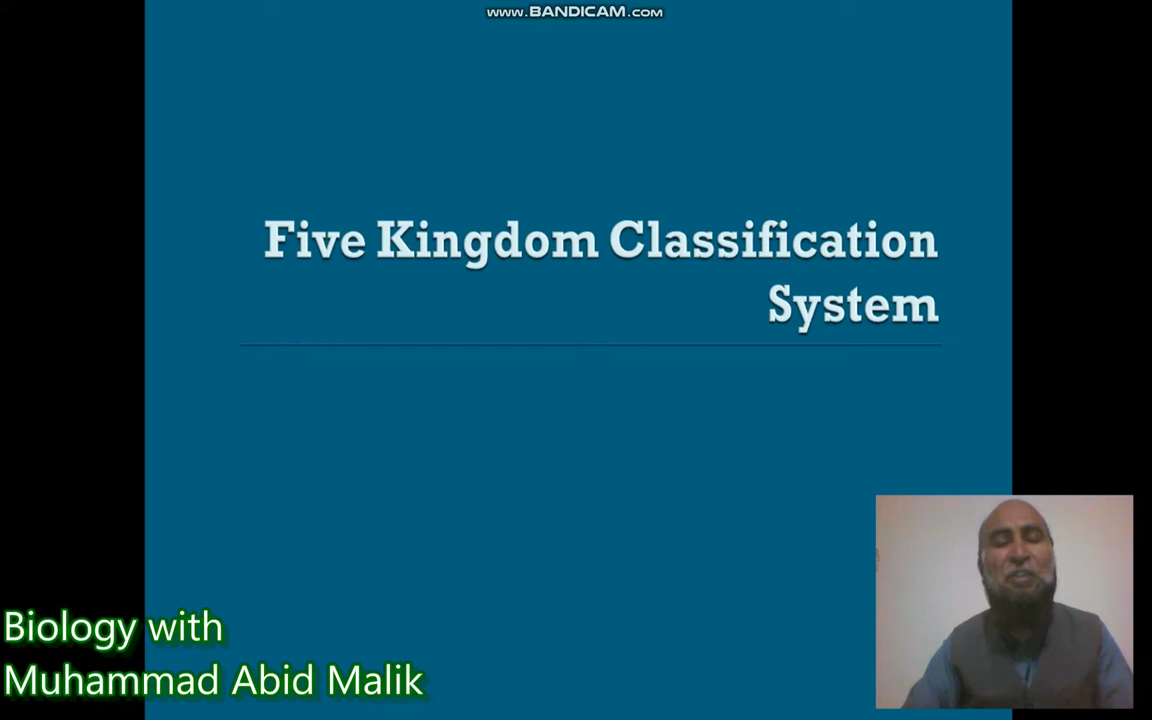 www.BANDICAM.com
Five Kingdom Classification
System
Biology with
Muhammad Abid Malik